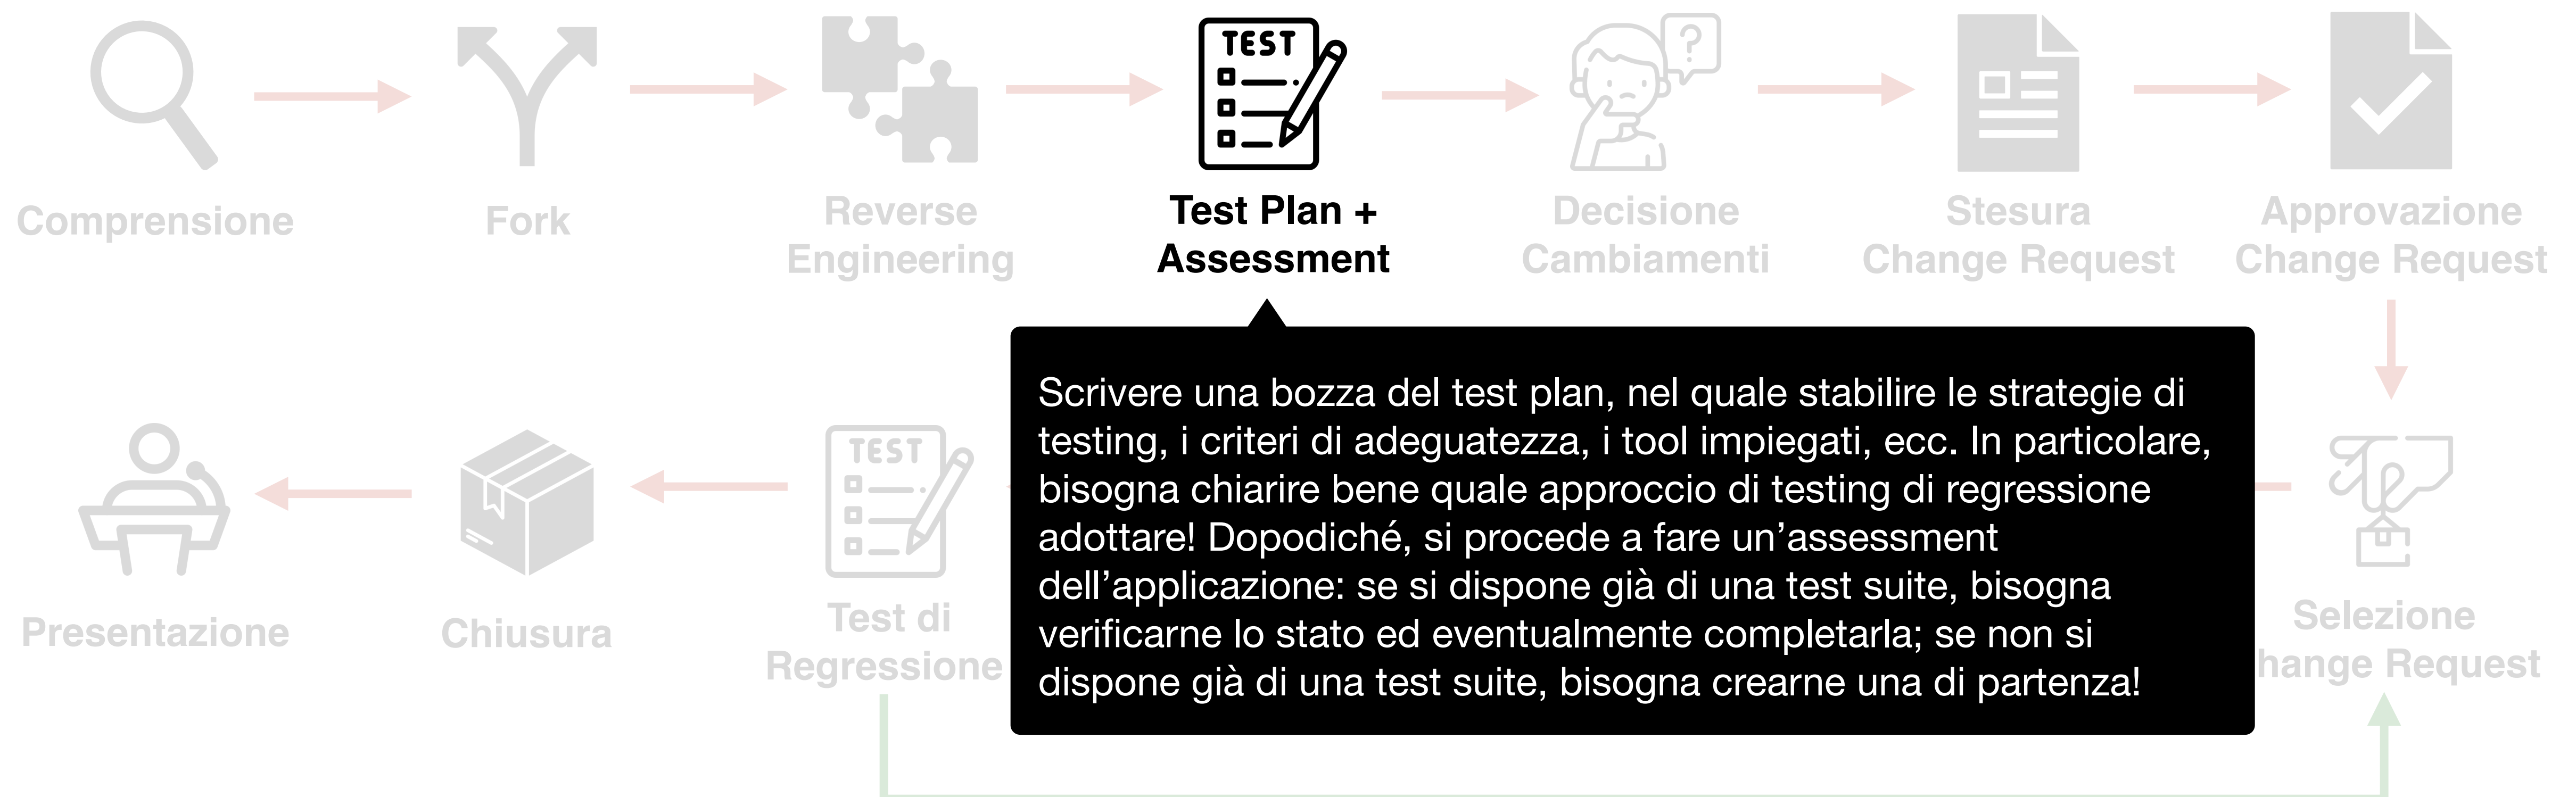 TEST
?
Comprensione
Fork
Reverse
Engineering
Test Plan +
Assessment
Decisione
Cambiamenti
Stesura
Change Request
Approvazione
Change Request
Scrivere una bozza del test plan, nel quale stabilire le strategie di
testing, i criteri di adeguatezza, i tool impiegati, ecc. In particolare,
bisogna chiarire bene quale approccio di testing di regressione
adottare! Dopodiché, si procede a fare un’assessment
dell’applicazione: se si dispone già di una test suite, bisogna
verificarne lo stato ed eventualmente completarla; se non si
dispone già di una test suite, bisogna crearne una di partenza!
Selezione
hange Request
TEST
Test di
Regressione
Chiusura
Presentazione